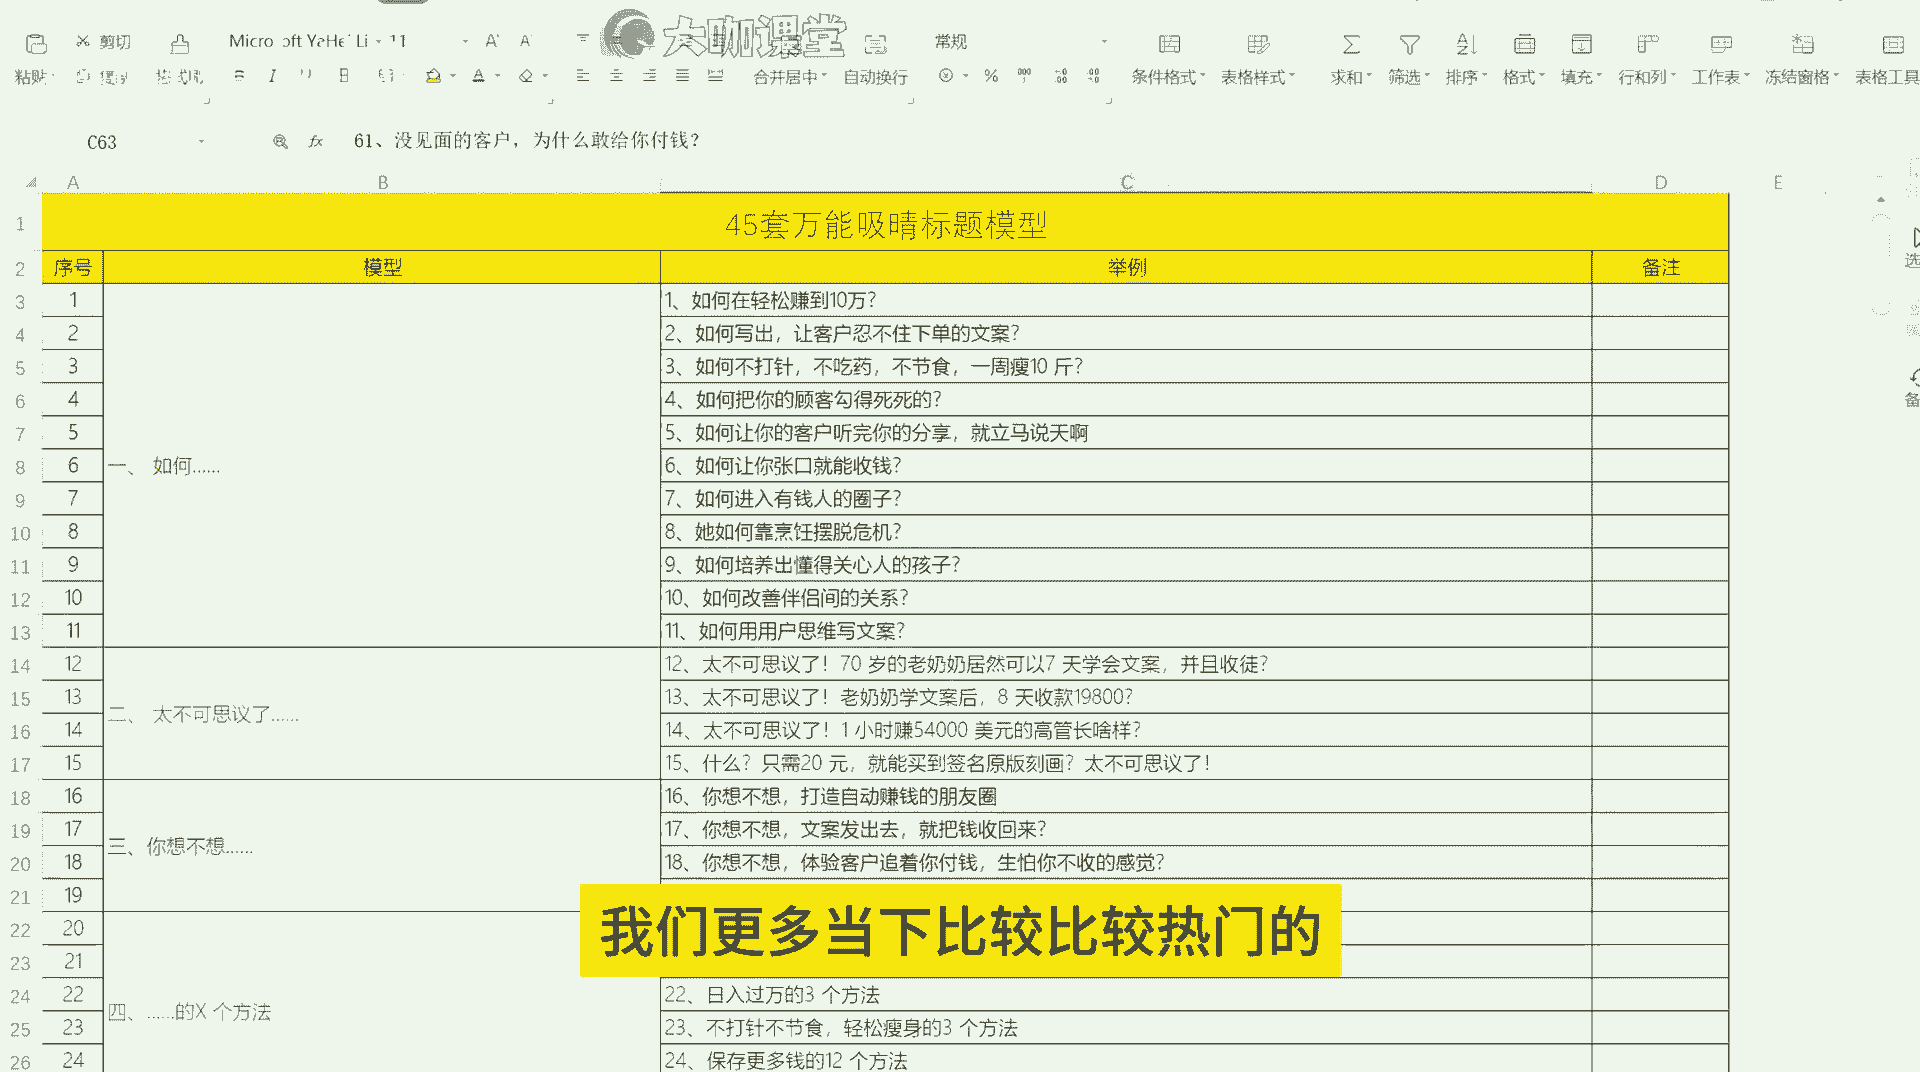 大咖课堂
剪切 Microsoft YaHei Li 11 A A 常规
粘贴 格式刷 B I U 合并居中 自动换行 % 条件格式 表格样式 求和 筛选 排序 格式 填充 行和列 工作表 冻结窗格 表格工具
C63 fx 61、没见面的客户，为什么敢给你付钱？
A B C D E
1 45套万能吸晴标题模型
2 序号 模型 举例 备注
3 1 1、如何在轻松赚到10万？
4 2 2、如何写出，让客户忍不住下单的文案？
5 3 3、如何不打针，不吃药，不节食，一周瘦10 斤？
6 4 4、如何把你的顾客勾得死死的？
7 5 5、如何让你的客户听完你的分享，就立马说天啊
8 6 一、 如何...... 6、如何让你张口就能收钱？
9 7 7、如何进入有钱人的圈子？
10 8 8、她如何靠烹饪摆脱危机？
11 9 9、如何培养出懂得关心人的孩子？
12 10 10、如何改善伴侣间的关系？
13 11 11、如何用用户思维写文案？
14 12 12、太不可思议了！70 岁的老奶奶居然可以7 天学会文案，并且收徒？
15 13 二、 太不可思议了...... 13、太不可思议了！老奶奶学文案后，8 天收款19800？
16 14 14、太不可思议了！1 小时赚54000 美元的高管长啥样？
17 15 15、什么？只需20 元，就能买到签名原版刻画？太不可思议了！
18 16 16、你想不想，打造自动赚钱的朋友圈
19 17 三、你想不想...... 17、你想不想，文案发出去，就把钱收回来？
20 18 18、你想不想，体验客户追着你付钱，生怕你不收的感觉？
21 19
22 20
我们更多当下比较比较热门的
23 21
24 22 四、......的X 个方法 22、日入过万的3 个方法
25 23 23、不打针不节食，轻松瘦身的3 个方法
26 24 24、保存更多钱的12 个方法